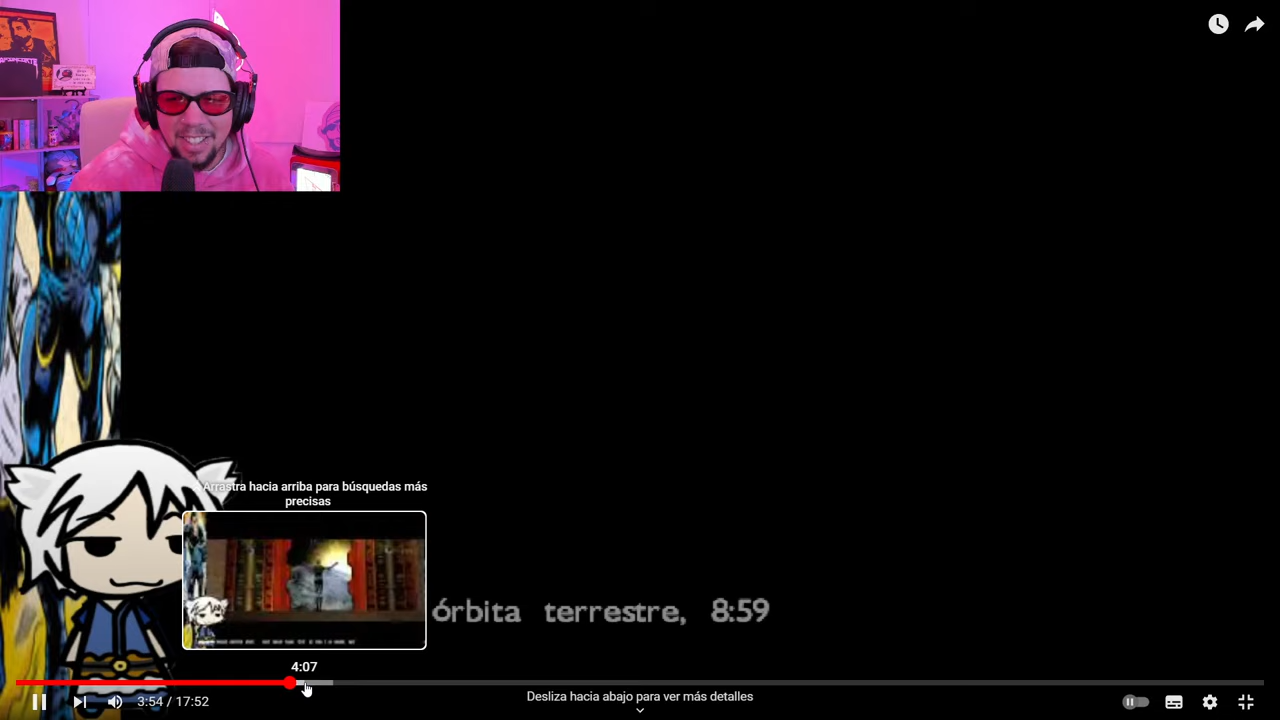 Arrastra hacia arriba para búsquedas más
precisas
órbita terrestre, 8:59
4:07
3:54 / 17:52
Desliza hacia abajo para ver más detalles